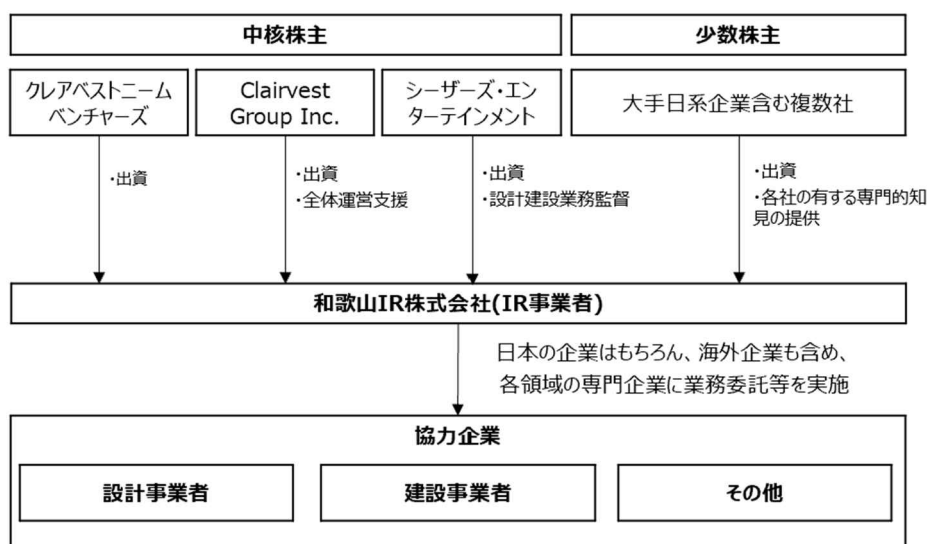 中核株主
少数株主
クレアベストニーム
ベンチャーズ
Clairvest
Group Inc.
シーザーズ・エン
ターテインメント
大手日系企業含む複数社
・出資
・出資
・全体運営支援
・出資
・設計建設業務監督
・出資
・各社の有する専門的知
見の提供
和歌山IR株式会社(IR事業者)
日本の企業はもちろん、海外企業も含め、
各領域の専門企業に業務委託等を実施
協力企業
設計事業者
建設事業者
その他